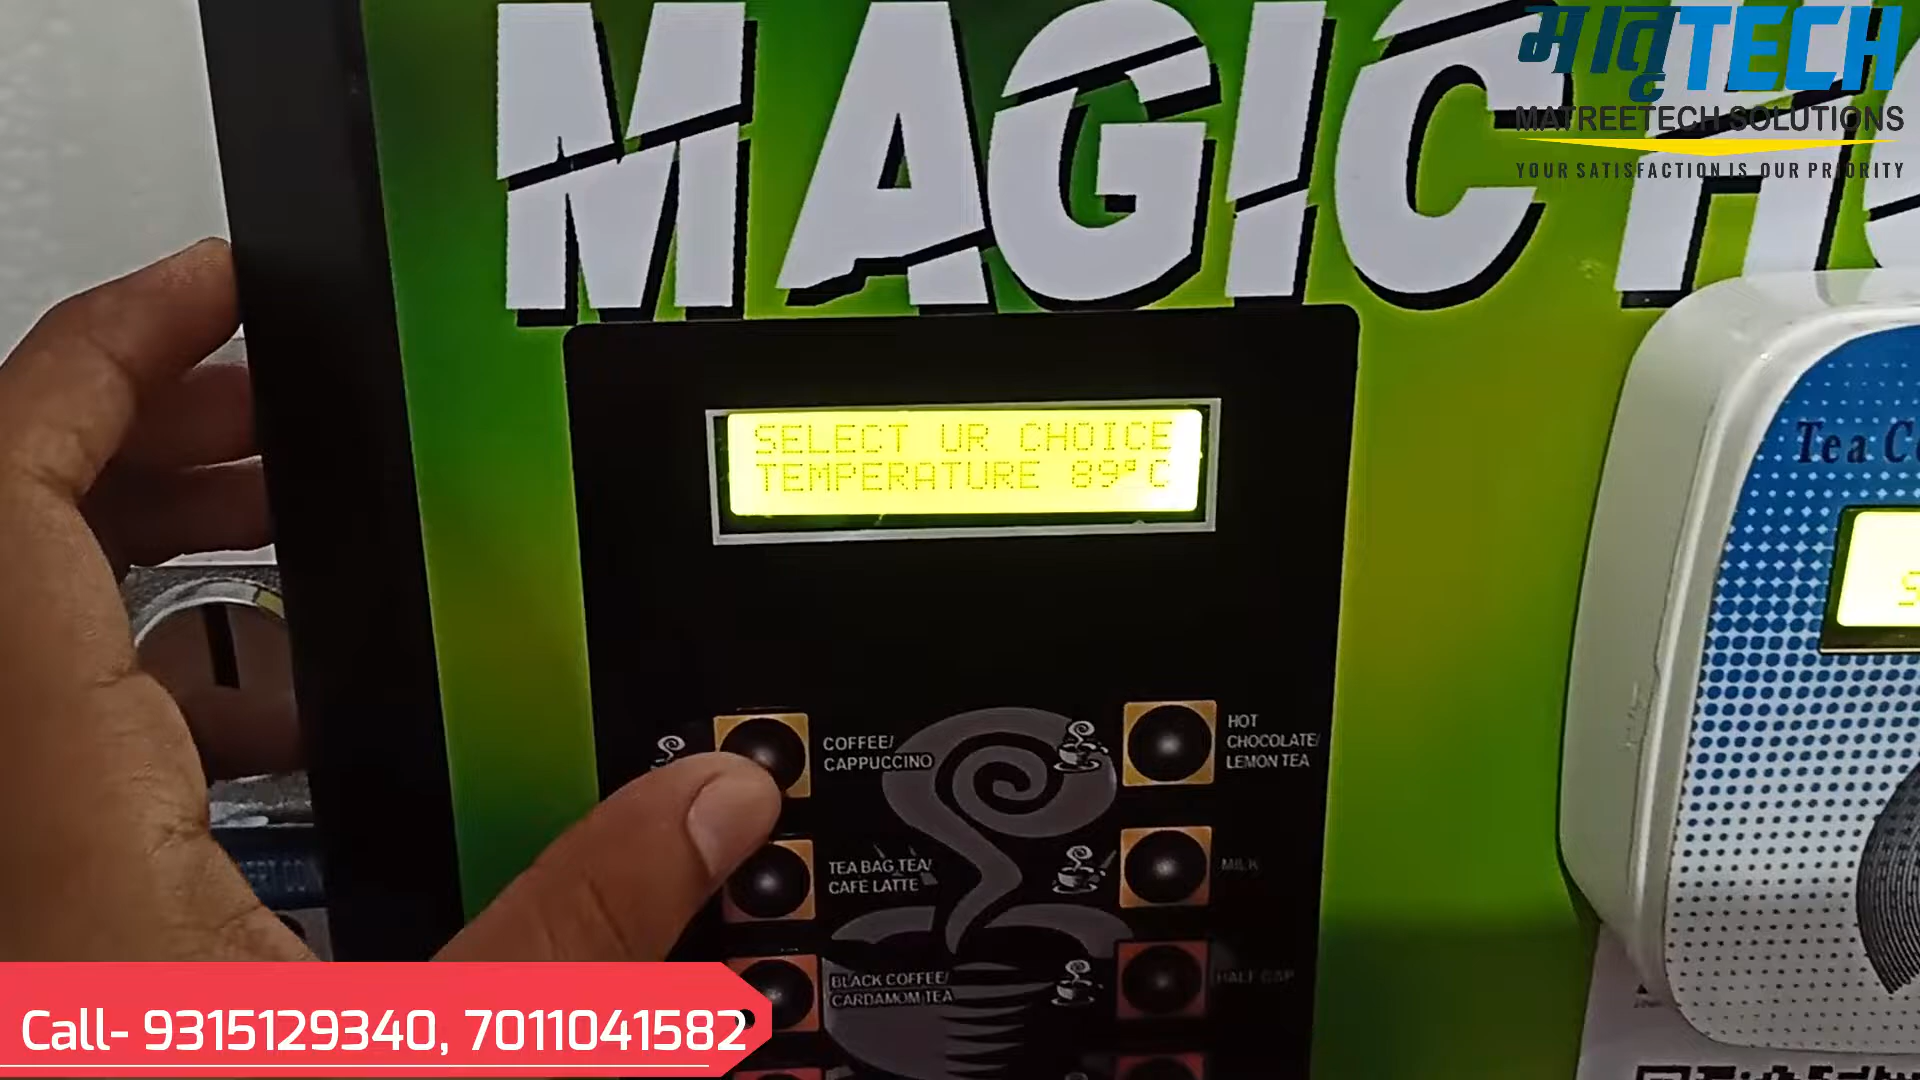 MAGIC
मातृTECH
MATREETECH SOLUTIONS
YOUR SATISFACTION IS OUR PRIORITY
SELECT UR CHOICE
TEMPERATURE 89°C
Tea
COFFEE/
CAPPUCCINO
HOT
CHOCOLATE/
LEMON TEA
TEA BAG TEA/
CAFE LATTE
MILK
BLACK COFFEE/
CARDAMOM TEA
HALF CUP
Call- 9315129340, 7011041582